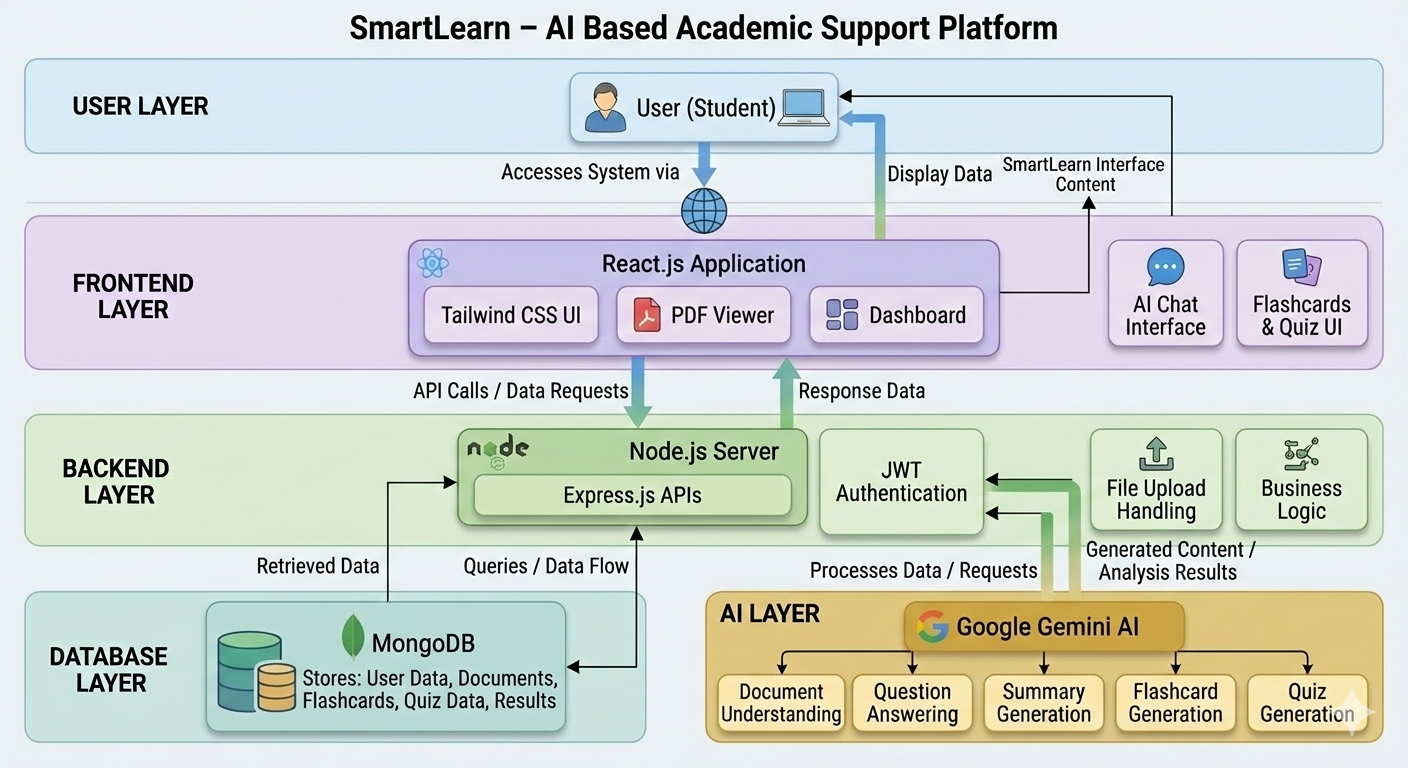 SmartLearn – AI Based Academic Support Platform
USER LAYER
User (Student)
Accesses System via
Display Data
SmartLearn Interface
Content
FRONTEND
LAYER
React.js Application
Tailwind CSS UI
PDF Viewer
Dashboard
AI Chat
Interface
Flashcards
& Quiz UI
API Calls / Data Requests
Response Data
BACKEND
LAYER
node
Node.js Server
Express.js APIs
JWT
Authentication
File Upload
Handling
Business
Logic
Retrieved Data
Queries / Data Flow
Processes Data / Requests
Generated Content /
Analysis Results
DATABASE
LAYER
MongoDB
Stores: User Data, Documents,
Flashcards, Quiz Data, Results
AI LAYER
Google Gemini AI
Document
Understanding
Question
Answering
Summary
Generation
Flashcard
Generation
Quiz
Generation